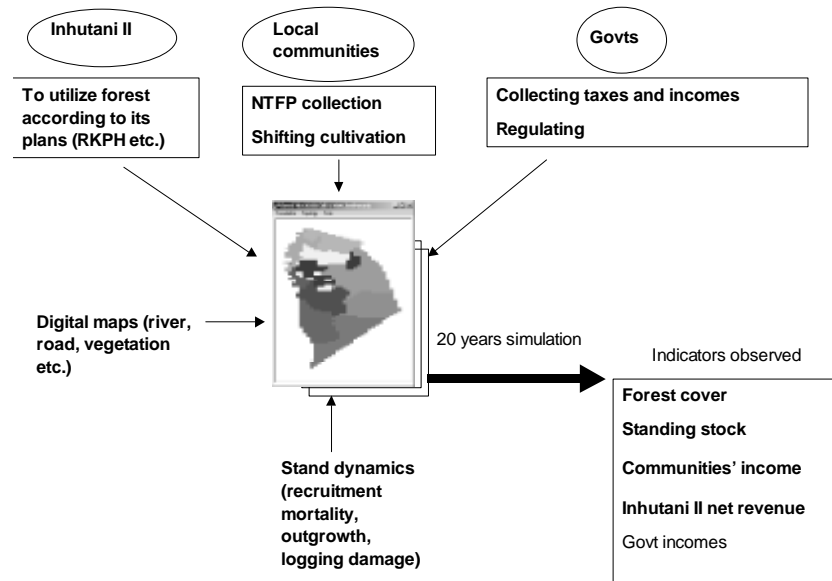 Inhutani II
Local
communities
Govts
To utilize forest
according to its
plans (RKPH etc.)
NTFP collection
Shifting cultivation
Collecting taxes and incomes
Regulating
Digital maps (river,
road, vegetation
etc.)
20 years simulation
Indicators observed
Forest cover
Standing stock
Communities' income
Inhutani II net revenue
Govt incomes
Stand dynamics
(recruitment
mortality,
outgrowth,
logging damage)